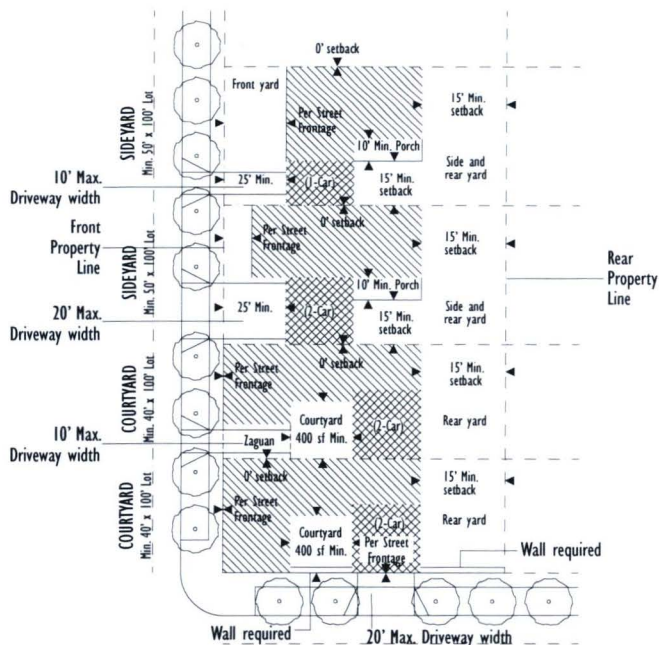 0' setback
Front yard
SIDEYARD
Min. 50' x 100' Lot
Per Street
Frontage
15' Min.
setback
10' Min. Porch
10' Max.
Driveway width
25' Min.
(1-Car)
15' Min.
setback
Side and
rear yard
0' setback
Front
Property
Line
Per Street
Frontage
15' Min.
setback
Rear
Property
Line
SIDEYARD
Min. 50' x 100' Lot
10' Min. Porch
20' Max.
Driveway width
25' Min.
(2-Car)
15' Min.
setback
Side and
rear yard
0' setback
COURTYARD
Min. 40' x 100' Lot
Per Street
Frontage
15' Min.
setback
10' Max.
Driveway width
Courtyard
400 sf Min.
(2-Car)
Rear yard
Zaguan
0' setback
COURTYARD
Min. 40' x 100' Lot
Per Street
Frontage
15' Min.
setback
Courtyard
400 sf Min.
(2-Car)
Per Street
Frontage
Rear yard
Wall required
Wall required
20' Max. Driveway width